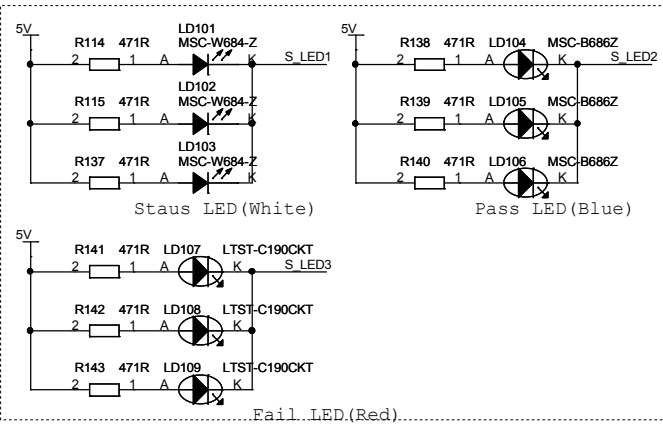 5V
LD101
R114 471R MSC-W684-Z
2 1 A K S_LED1
LD102
R115 471R MSC-W684-Z
2 1 A K
LD103
R137 471R MSC-W684-Z
2 1 A K
Staus LED(White)
5V
R138 471R LD104 MSC-B686Z
2 1 A K S_LED2
R139 471R LD105 MSC-B686Z
2 1 A K
R140 471R LD106 MSC-B686Z
2 1 A K
Pass LED(Blue)
5V
R141 471R LD107 LTST-C190CKT
2 1 A K S_LED3
R142 471R LD108 LTST-C190CKT
2 1 A K
R143 471R LD109 LTST-C190CKT
2 1 A K
Fail LED(Red)